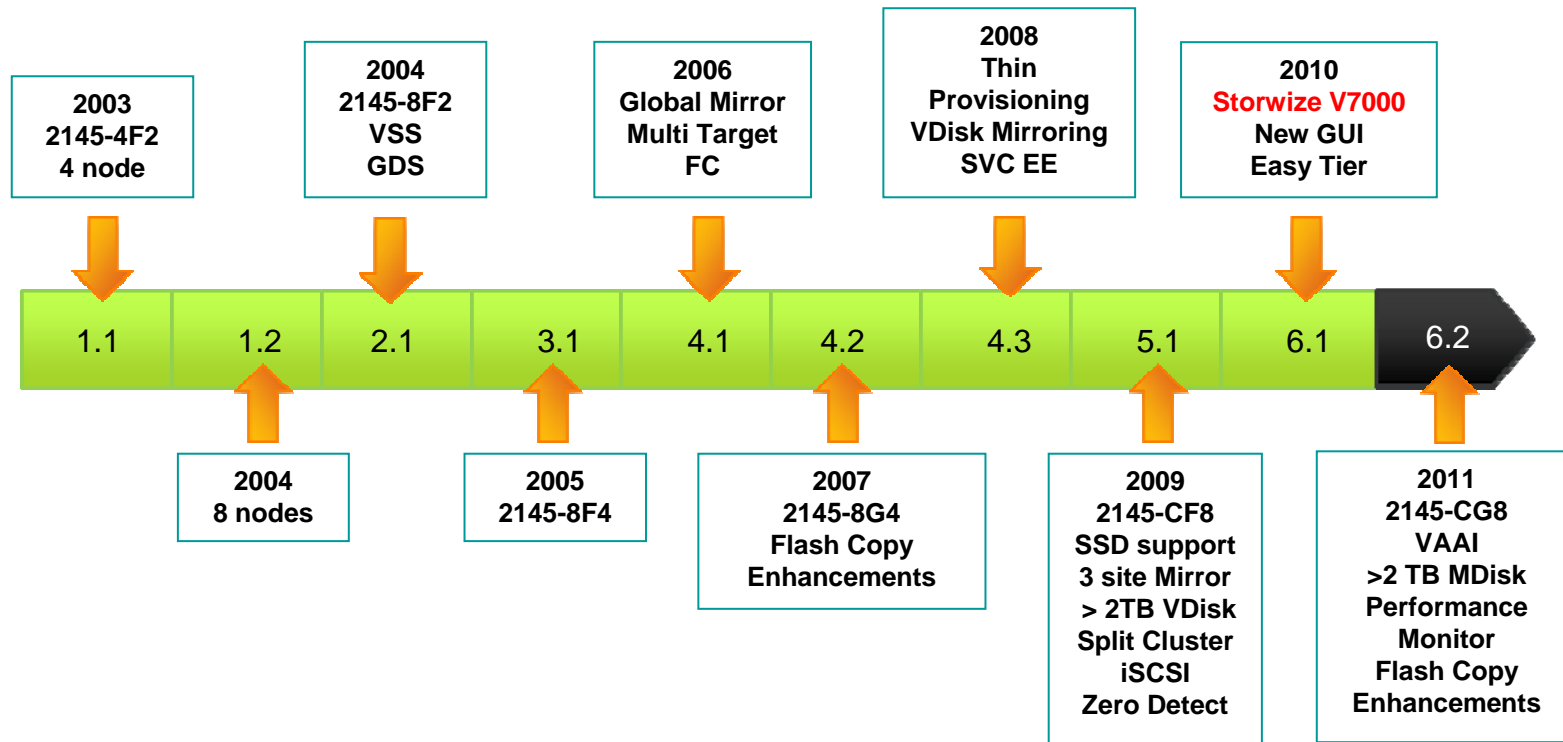 2003
2145-4F2
4 node
2004
2145-8F2
VSS
GDS
2006
Global Mirror
Multi Target
FC
2008
Thin
Provisioning
VDisk Mirroring
SVC EE
2010
Storwize V7000
New GUI
Easy Tier
1.1
1.2
2.1
3.1
4.1
4.2
4.3
5.1
6.1
6.2
2004
8 nodes
2005
2145-8F4
2007
2145-8G4
Flash Copy
Enhancements
2009
2145-CF8
SSD support
3 site Mirror
> 2TB VDisk
Split Cluster
iSCSI
Zero Detect
2011
2145-CG8
VAAI
>2 TB MDisk
Performance
Monitor
Flash Copy
Enhancements